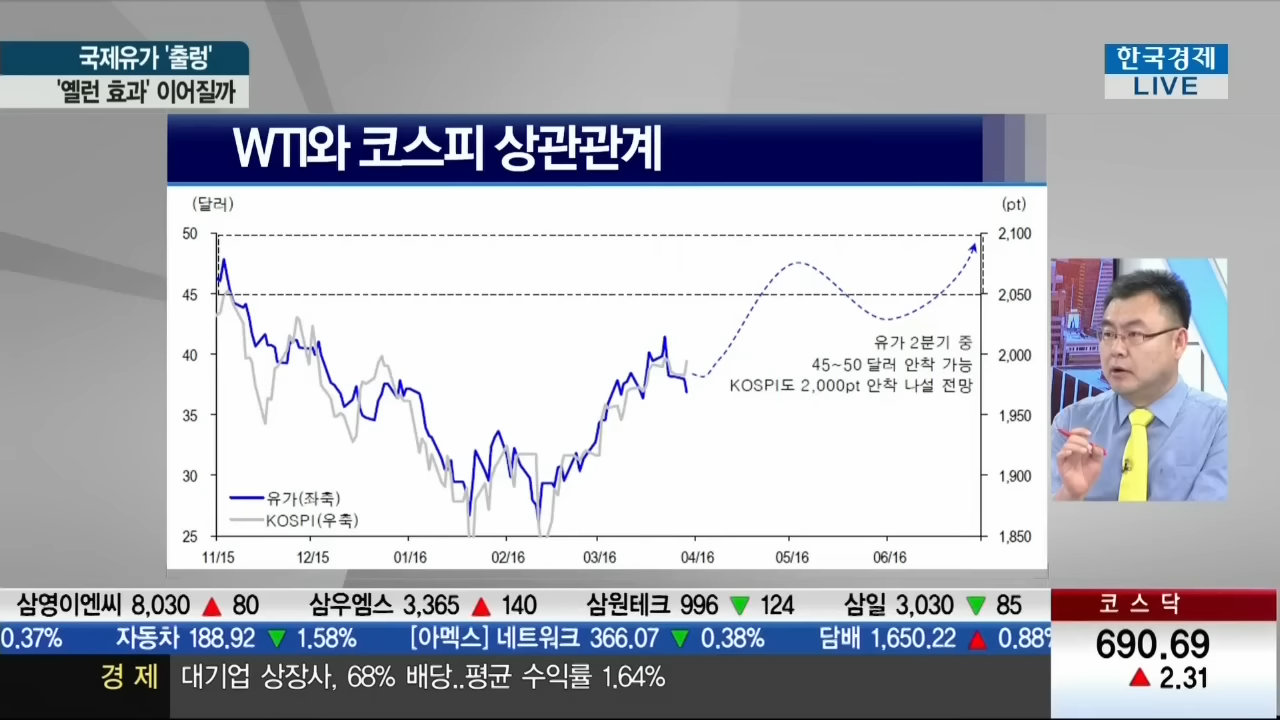 국제유가 '출렁'
'옐런 효과' 이어질까
한국경제
LIVE
WTI와 코스피 상관관계
(달러)
(pt)
50
45
40
35
30
25
2,100
2,050
2,000
1,950
1,900
1,850
유가 2분기 중
45~50 달러 안착 가능
KOSPI도 2,000pt 안착 나설 전망
유가(좌축)
KOSPI(우축)
11/15 12/15 01/16 02/16 03/16 04/16 05/16 06/16
삼영이엔씨 8,030 ▲ 80 삼우엠스 3,365 ▲ 140 삼원테크 996 ▼ 124 삼일 3,030 ▼ 85
0.37% 자동차 188.92 ▼ 1.58% [아멕스] 네트워크 366.07 ▼ 0.38% 담배 1,650.22 ▲ 0.88%
경제 대기업 상장사, 68% 배당..평균 수익률 1.64%
코스닥
690.69
▲ 2.31